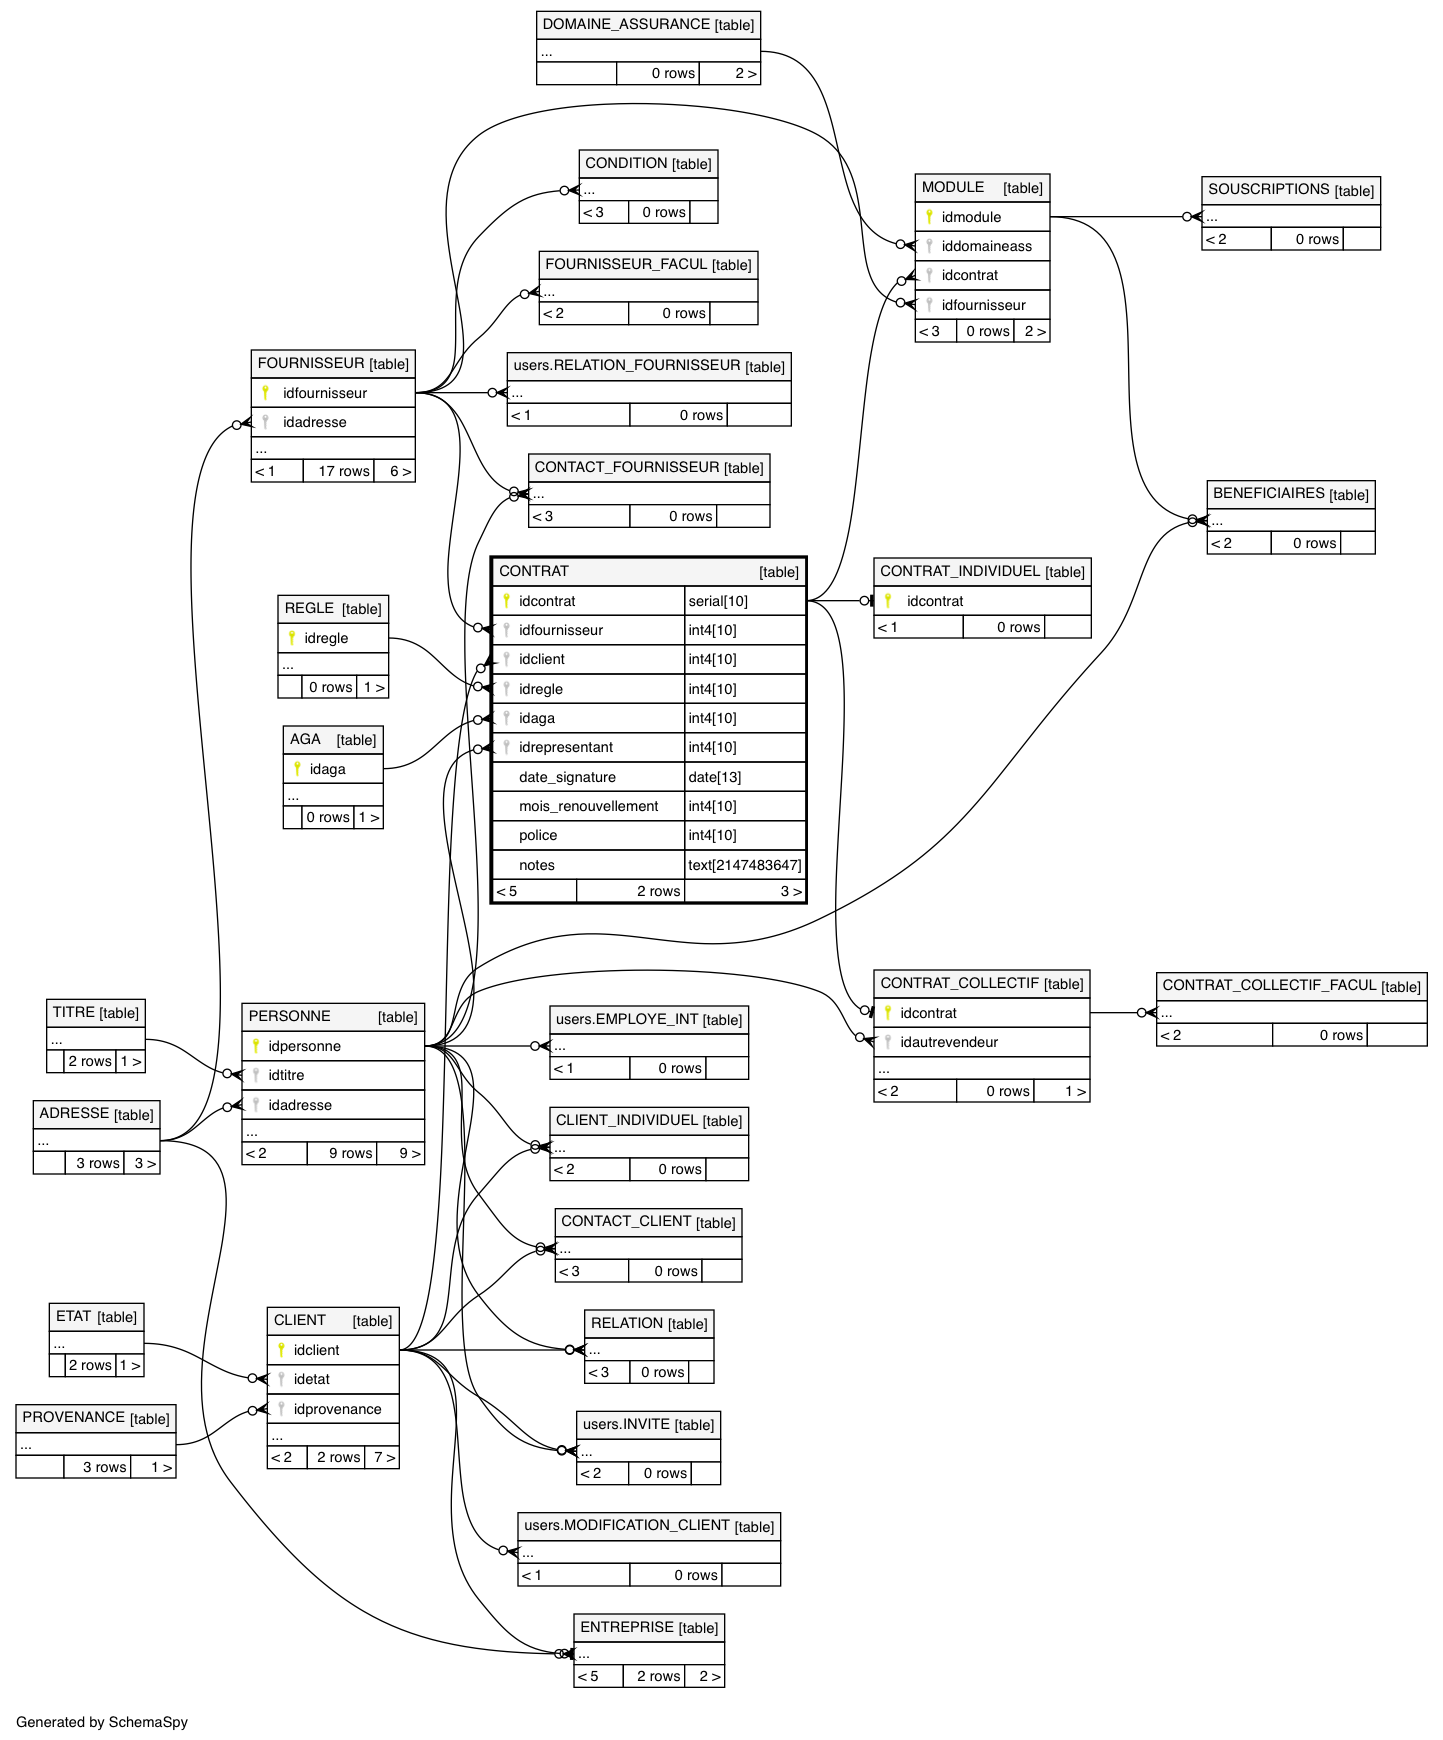 DOMAINE_ASSURANCE [table]
...
0 rows 2 >
CONDITION [table]
...
< 3 0 rows
MODULE [table]
idmodule
iddomaineass
idcontrat
idfournisseur
< 3 0 rows 2 >
SOUSCRIPTIONS [table]
...
< 2 0 rows
FOURNISSEUR_FACUL [table]
...
< 2 0 rows
FOURNISSEUR [table]
idfournisseur
idadresse
...
< 1 17 rows 6 >
users.RELATION_FOURNISSEUR [table]
...
< 1 0 rows
CONTACT_FOURNISSEUR [table]
...
< 3 0 rows
BENEFICIAIRES [table]
...
< 2 0 rows
CONTRAT [table]
idcontrat serial[10]
idfournisseur int4[10]
idclient int4[10]
idregle int4[10]
idaga int4[10]
idrepresentant int4[10]
date_signature date[13]
mois_renouvellement int4[10]
police int4[10]
notes text[2147483647]
< 5 2 rows 3 >
CONTRAT_INDIVIDUEL [table]
idcontrat
< 1 0 rows
REGLE [table]
idregle
...
0 rows 1 >
AGA [table]
idaga
...
0 rows 1 >
CONTRAT_COLLECTIF [table]
idcontrat
idautrevendeur
...
< 2 0 rows 1 >
CONTRAT_COLLECTIF_FACUL [table]
...
< 2 0 rows
TITRE [table]
...
2 rows 1 >
PERSONNE [table]
idpersonne
idtitre
idadresse
...
< 2 9 rows 9 >
users.EMPLOYE_INT [table]
...
< 1 0 rows
ADRESSE [table]
...
3 rows 3 >
CLIENT_INDIVIDUEL [table]
...
< 2 0 rows
CONTACT_CLIENT [table]
...
< 3 0 rows
ETAT [table]
...
2 rows 1 >
CLIENT [table]
idclient
idetat
idprovenance
...
< 2 2 rows 7 >
RELATION [table]
...
< 3 0 rows
PROVENANCE [table]
...
3 rows 1 >
users.INVITE [table]
...
< 2 0 rows
users.MODIFICATION_CLIENT [table]
...
< 1 0 rows
ENTREPRISE [table]
...
< 5 2 rows 2 >
Generated by SchemaSpy